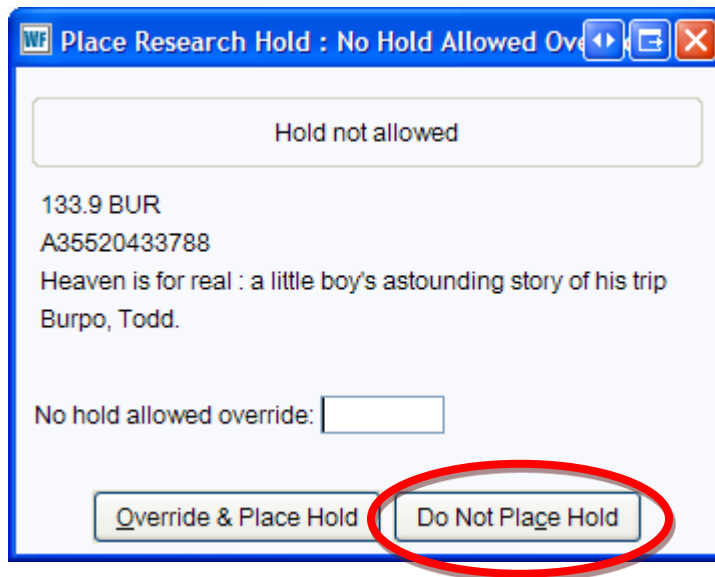 WF Place Research Hold : No Hold Allowed Ove
Hold not allowed
133.9 BUR
A35520433788
Heaven is for real : a little boy's astounding story of his trip
Burpo, Todd.
No hold allowed override:
Override & Place Hold Do Not Place Hold